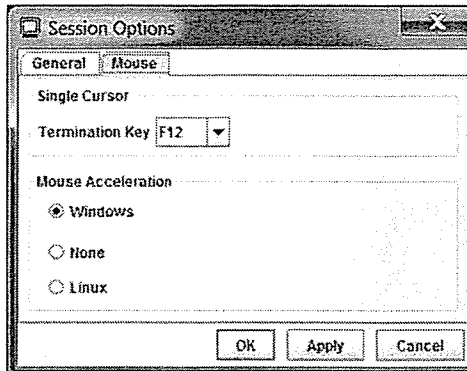 Session Options
General Mouse
Single Cursor
Termination Key F12
Mouse Acceleration
Windows
None
Linux
OK Apply Cancel